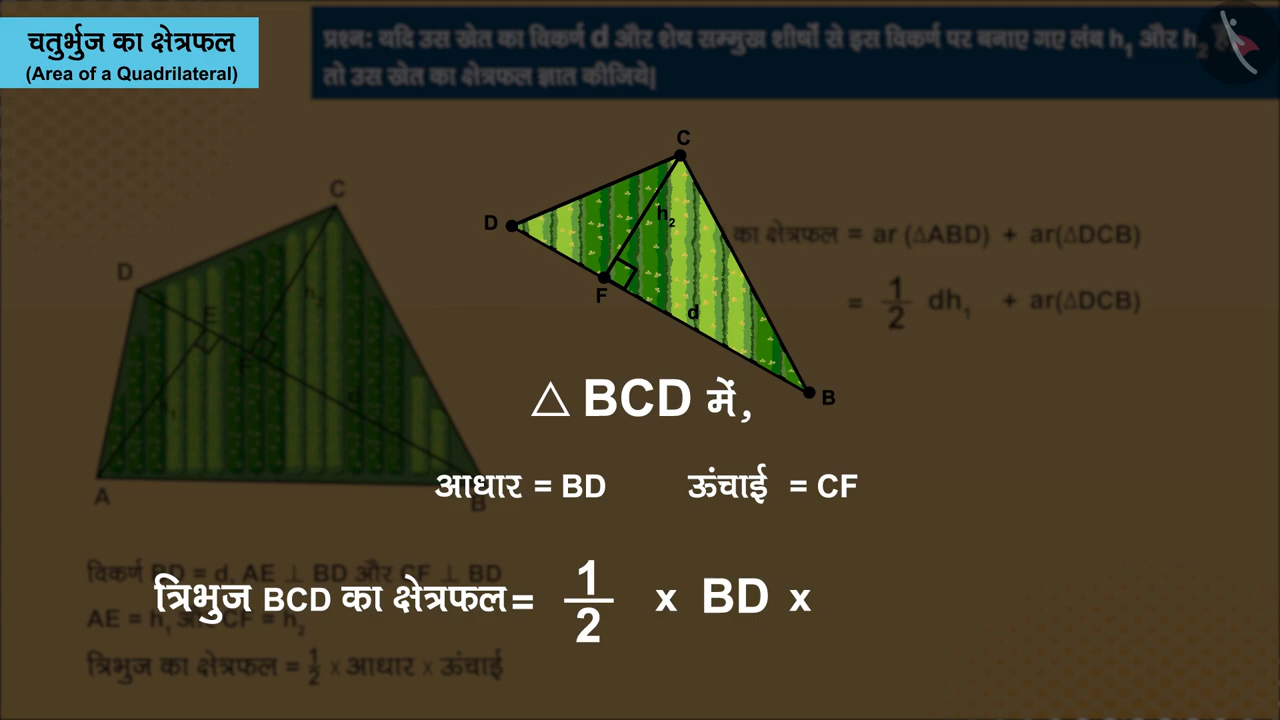 चतुर्भुज का क्षेत्रफल
(Area of a Quadrilateral)
प्रश्न: यदि उस खेत का विकर्ण d और शेष सम्मुख शीर्षों से इस विकर्ण पर बनाए गए लंब h₁ और h₂ है
तो उस खेत का क्षेत्रफल ज्ञात कीजिये|
C
D
h₂
F
d
B
C
D
E
h₂
h₁
d
A
B
का क्षेत्रफल = ar (△ABD) + ar(△DCB)
= 1/2 dh₁ + ar(△DCB)
△ BCD में,
आधार = BD ऊंचाई = CF
त्रिभुज BCD का क्षेत्रफल = 1/2 x BD x
विकर्ण BD = d, AE ⊥ BD और CF ⊥ BD
AE = h₁ और CF = h₂
त्रिभुज का क्षेत्रफल = 1/2 x आधार x ऊंचाई